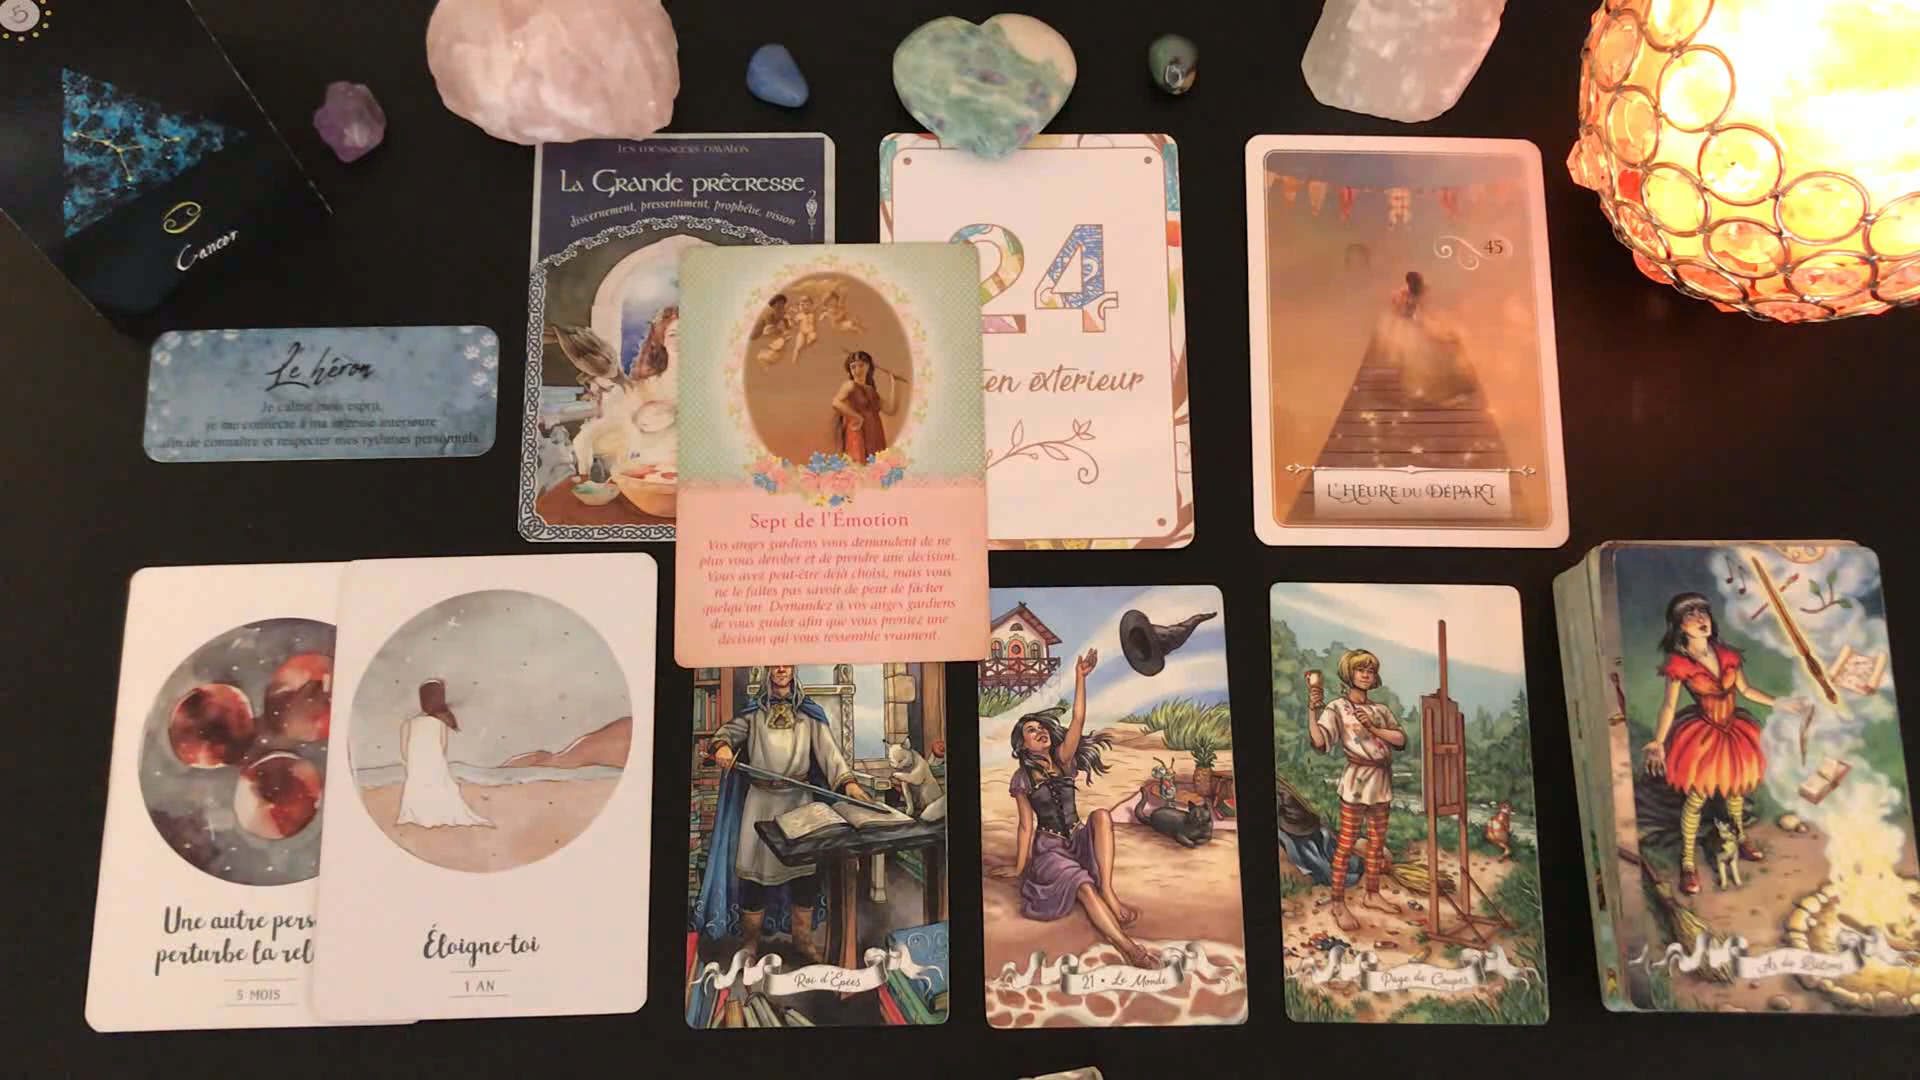 5
Cancer
Le héron
Je calme mon esprit,
je me connecte à ma sagesse intérieure
afin de connaître et respecter mes rythmes personnels.
Les messagers d'Avalon
La Grande prêtresse
discernement, pressentiment, prophétie, vision
24
en exterieur
45
L'HEURE DU DÉPART
Sept de l'Émotion
Vos anges gardiens vous demandent de ne
plus vous dérober et de prendre une décision.
Vous avez peut-être déjà choisi, mais vous
ne le faites pas savoir de peur de fâcher
quelqu'un. Demandez à vos anges gardiens
de vous guider afin que vous preniez une
décision qui vous ressemble vraiment.
Une autre pers
perturbe la rel
5 MOIS
Éloigne-toi
1 AN
Roi d'Épées
21 • Le Monde
Page de Coupes
As de Bâtons